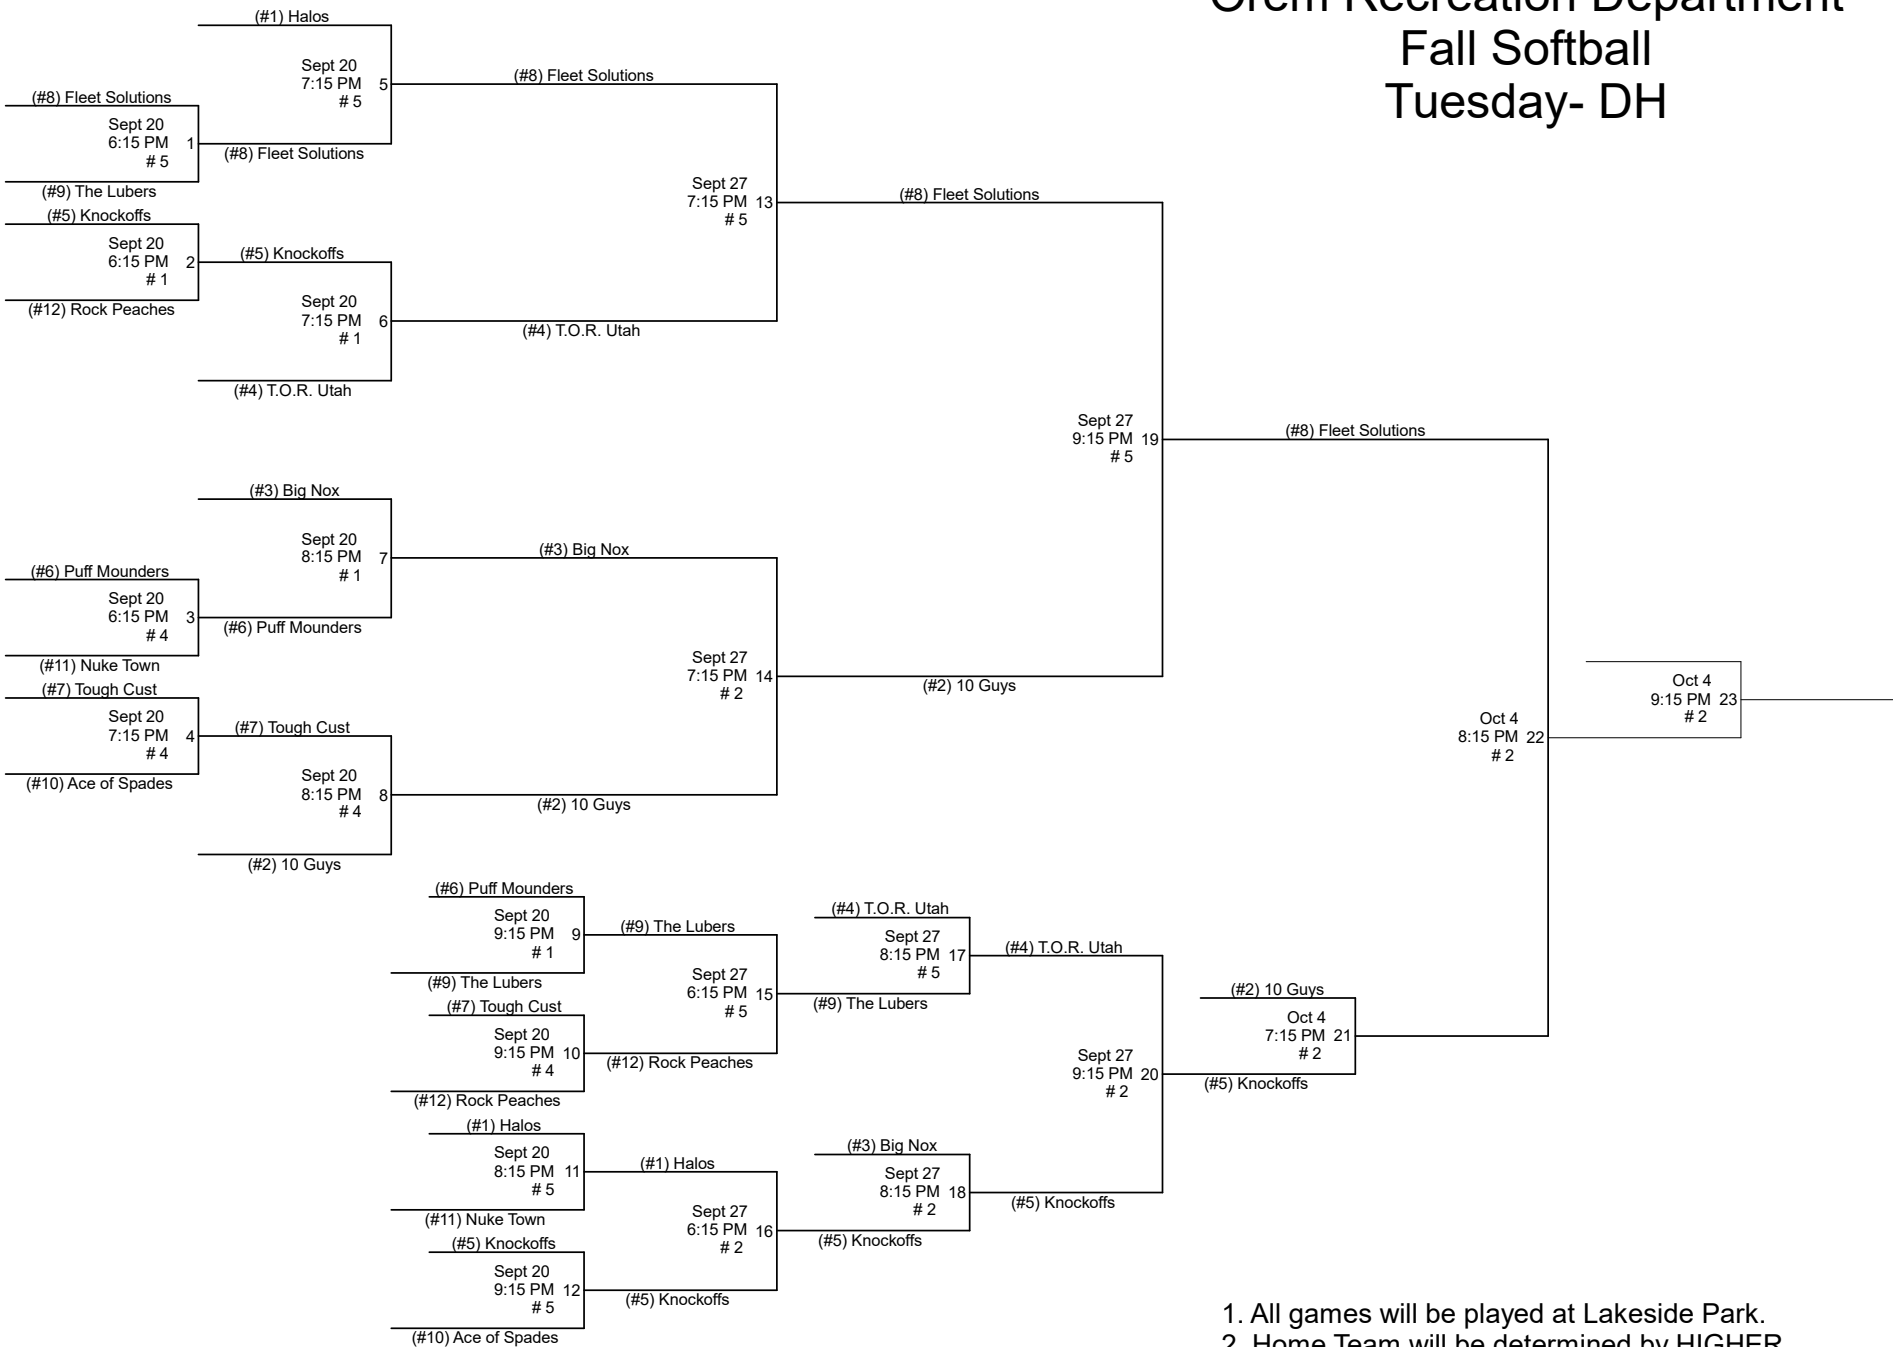 Orem Recreation Department
Fall Softball
Tuesday- DH
(#1) Halos
Sept 20
7:15 PM 5
# 5
(#8) Fleet Solutions
(#8) Fleet Solutions
Sept 20
6:15 PM 1
# 5
(#8) Fleet Solutions
(#9) The Lubers
(#5) Knockoffs
Sept 20
6:15 PM 2
# 1
(#5) Knockoffs
(#12) Rock Peaches
Sept 20
7:15 PM 6
# 1
(#4) T.O.R. Utah
(#4) T.O.R. Utah
Sept 27
7:15 PM 13
# 5
(#8) Fleet Solutions
(#3) Big Nox
Sept 20
8:15 PM 7
# 1
(#3) Big Nox
(#6) Puff Mounders
Sept 20
6:15 PM 3
# 4
(#6) Puff Mounders
(#11) Nuke Town
(#7) Tough Cust
Sept 20
7:15 PM 4
# 4
(#7) Tough Cust
(#10) Ace of Spades
Sept 20
8:15 PM 8
# 4
(#2) 10 Guys
(#2) 10 Guys
Sept 27
7:15 PM 14
# 2
(#2) 10 Guys
Sept 27
9:15 PM 19
# 5
(#8) Fleet Solutions
Oct 4
8:15 PM 22
# 2
Oct 4
9:15 PM 23
# 2
(#6) Puff Mounders
Sept 20
9:15 PM 9
# 1
(#9) The Lubers
(#9) The Lubers
(#7) Tough Cust
Sept 20
9:15 PM 10
# 4
(#12) Rock Peaches
(#12) Rock Peaches
Sept 27
6:15 PM 15
# 5
(#9) The Lubers
(#4) T.O.R. Utah
Sept 27
8:15 PM 17
# 5
(#4) T.O.R. Utah
(#1) Halos
Sept 20
8:15 PM 11
# 5
(#1) Halos
(#11) Nuke Town
(#5) Knockoffs
Sept 20
9:15 PM 12
# 5
(#5) Knockoffs
(#10) Ace of Spades
Sept 27
6:15 PM 16
# 2
(#5) Knockoffs
(#3) Big Nox
Sept 27
8:15 PM 18
# 2
(#5) Knockoffs
Sept 27
9:15 PM 20
# 2
(#5) Knockoffs
(#2) 10 Guys
Oct 4
7:15 PM 21
# 2
1. All games will be played at Lakeside Park.
2. Home Team will be determined by HIGHER